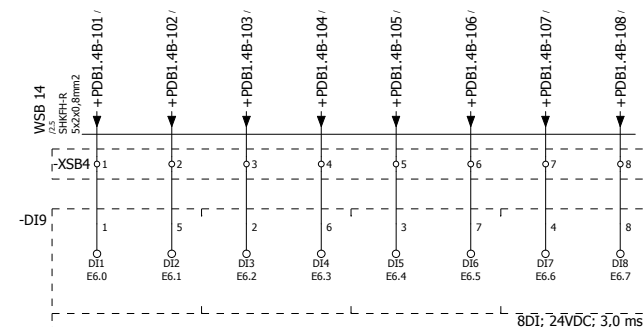 +PDB1.4B-101 /
+PDB1.4B-102 /
+PDB1.4B-103 /
+PDB1.4B-104 /
+PDB1.4B-105 /
+PDB1.4B-106 /
+PDB1.4B-107 /
+PDB1.4B-108 /
WSB 14
/2.5
SHKFH-R
5x2x0,8mm2
-XSB4 1 2 3 4 5 6 7 8
-DI9
1 5 2 6 3 7 4 8
DI1 DI2 DI3 DI4 DI5 DI6 DI7 DI8
E6.0 E6.1 E6.2 E6.3 E6.4 E6.5 E6.6 E6.7
8DI; 24VDC; 3,0 ms